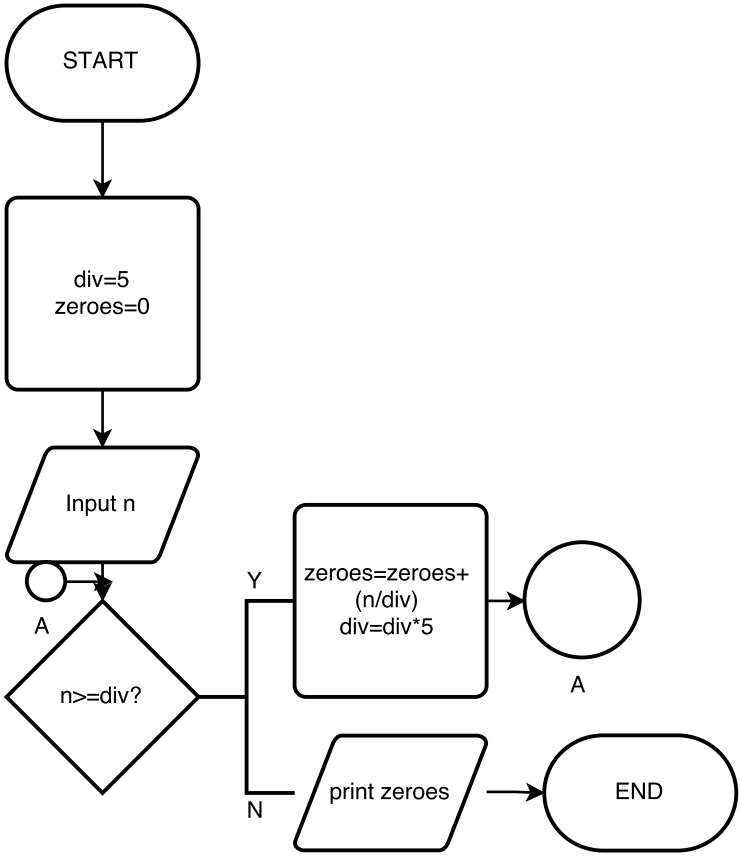 START
div=5
zeroes=0
Input n
A
n>=div?
Y
zeroes=zeroes+
(n/div)
div=div*5
A
N
print zeroes
END